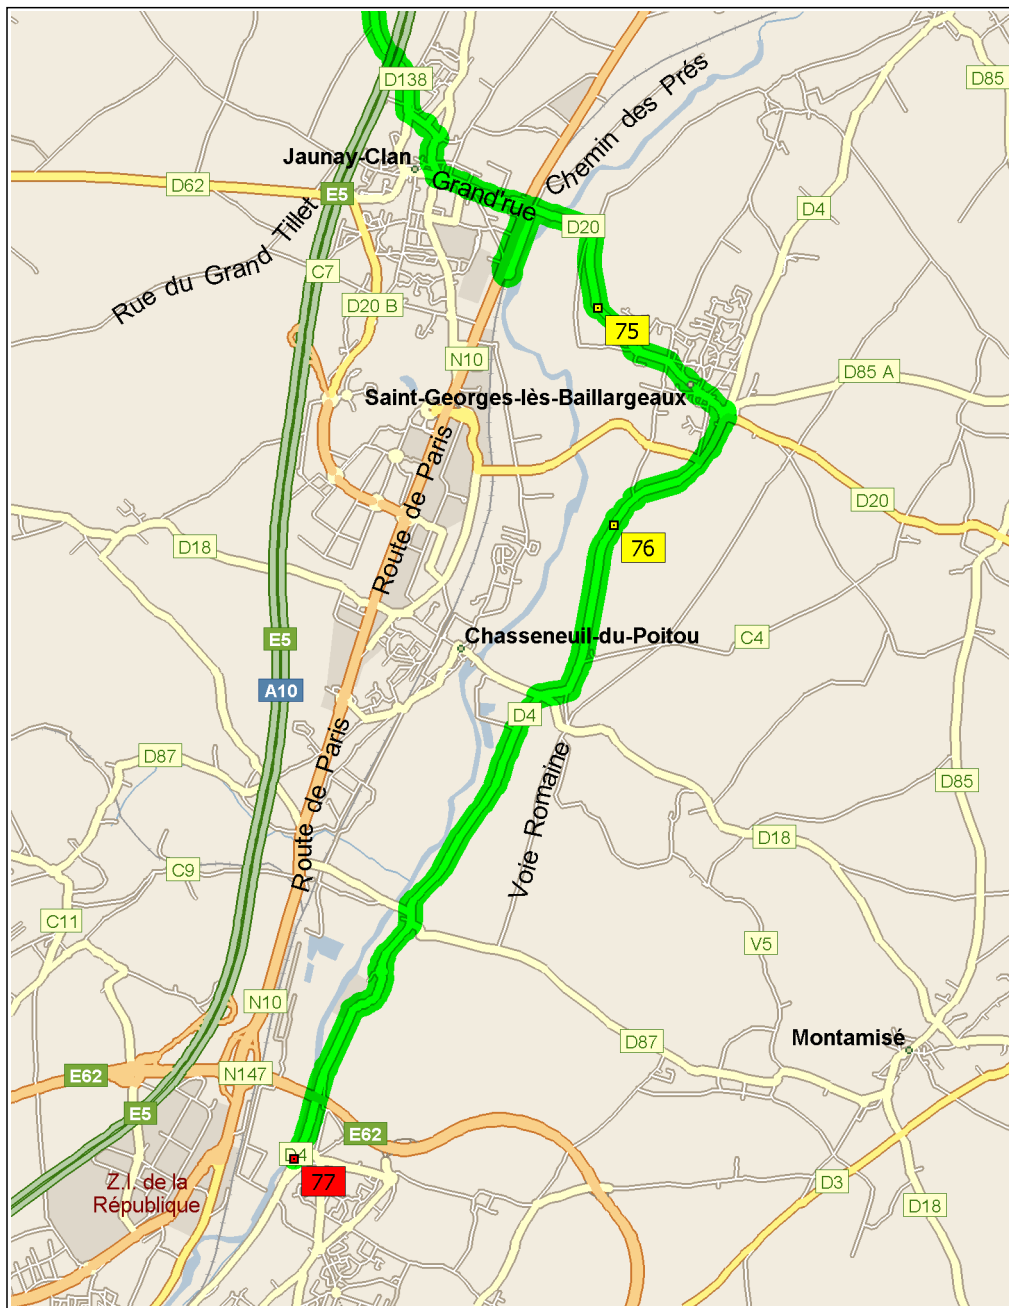 D138
D85
Chemin des Prés
Jaunay-Clan
D62
E5
Grand'rue
D4
D20
Rue du Grand Tillet
C7
D20 B
75
N10
D85 A
Saint-Georges-lès-Baillargeaux
Route de Paris
D20
D18
76
E5
Chasseneuil-du-Poitou
C4
A10
D4
Route de Paris
D87
Voie Romaine
D85
D18
C9
C11
V5
N10
D87
Montamisé
E62
N147
E5
E62
D4
77
Z.I. de la
République
D3
D18